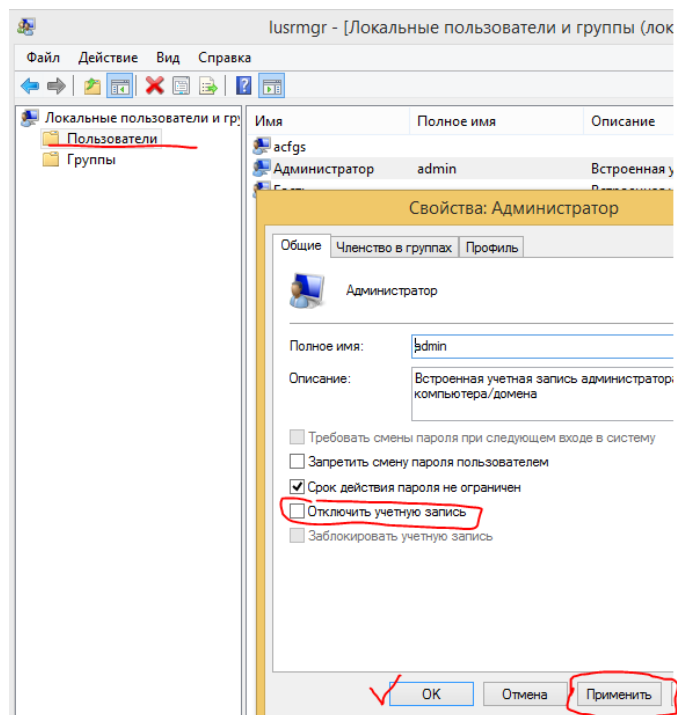 lusrmgr - [Локальные пользователи и группы (лок
Файл Действие Вид Справка
Локальные пользователи и гр
Пользователи
Группы
Имя Полное имя Описание
acfgs
Администратор admin Встроенная у
Свойства: Администратор
Общие Членство в группах Профиль
Администратор
Полное имя: admin
Описание: Встроенная учетная запись администратора
компьютера/домена
Требовать смены пароля при следующем входе в систему
Запретить смену пароля пользователем
Срок действия пароля не ограничен
Отключить учетную запись
Заблокировать учетную запись
OK Отмена Применить